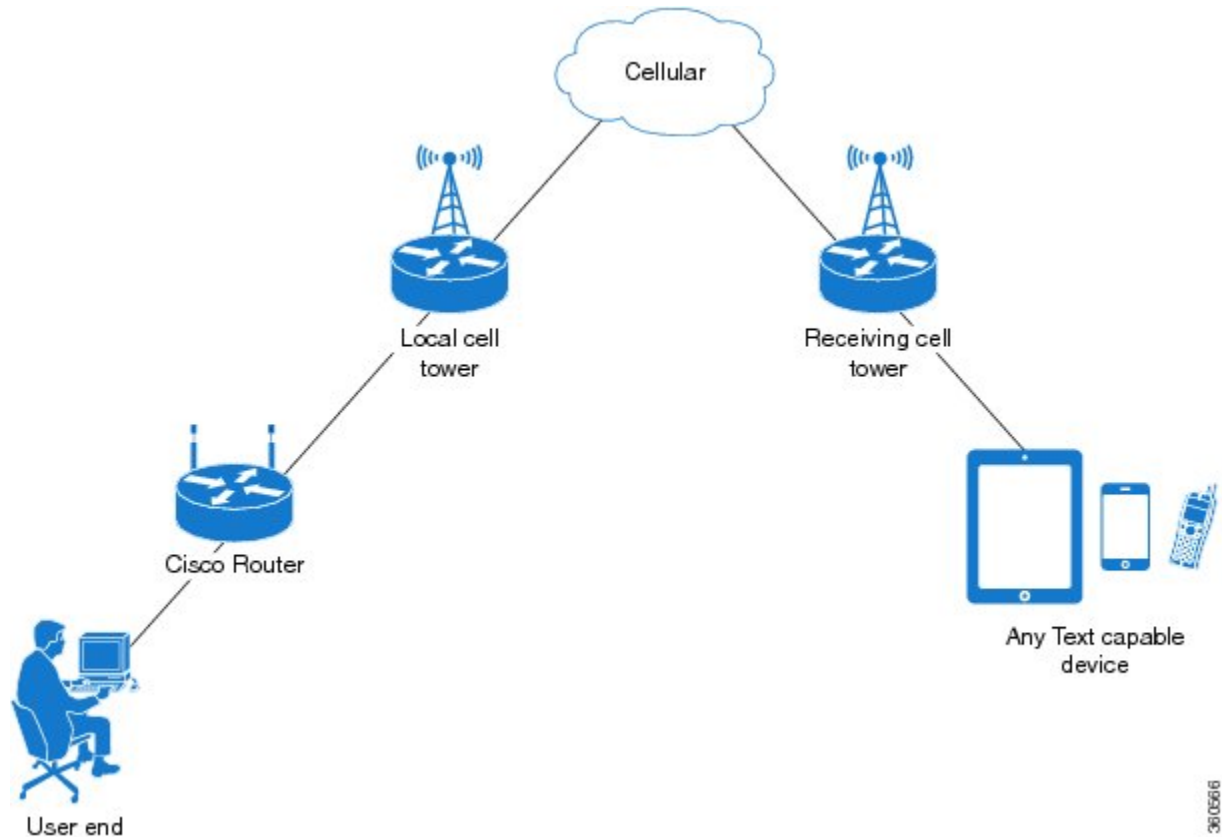 Cellular
Local cell
tower
Receiving cell
tower
Cisco Router
Any Text capable
device
User end
360566